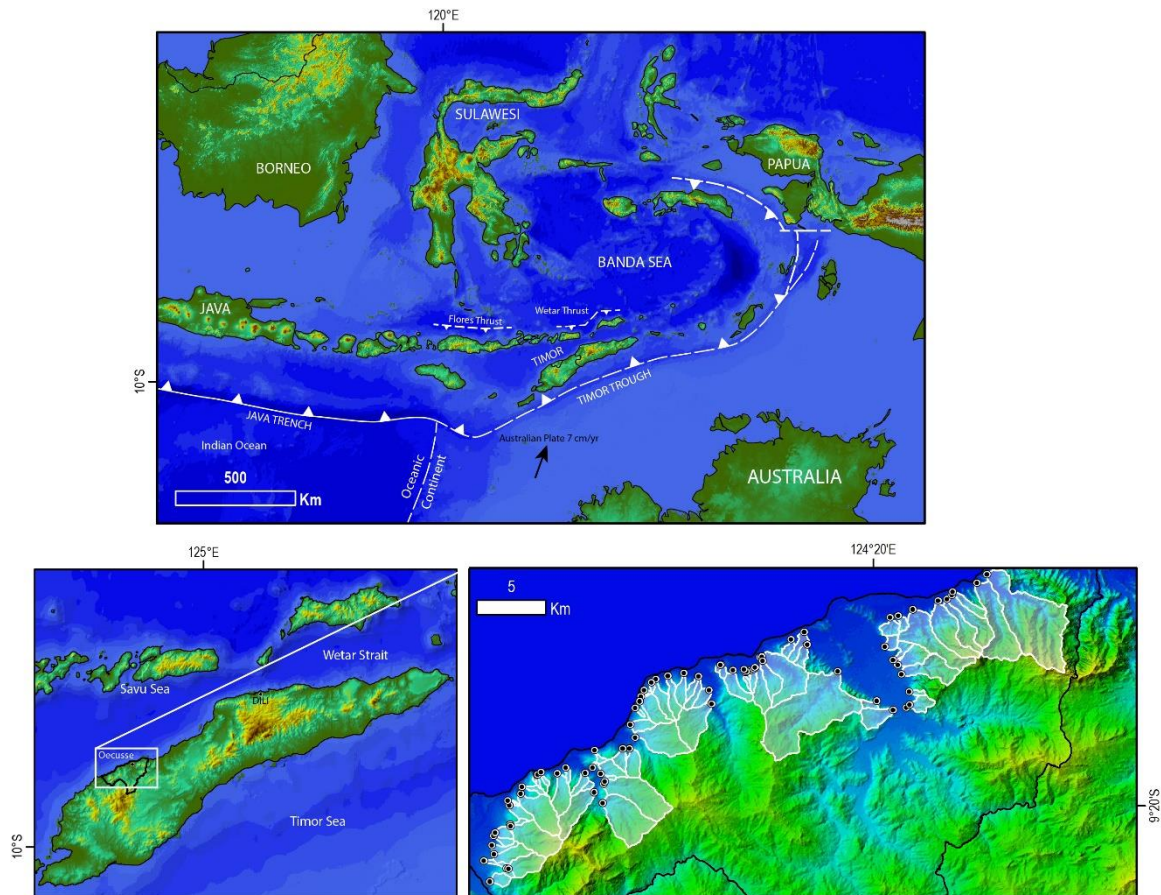 120°E
SULAWESI
BORNEO
PAPUA
BANDA SEA
JAVA
Flores Thrust
Wetar Thrust
TIMOR
10°S
TIMOR TROUGH
JAVA TRENCH
Australian Plate 7 cm/yr
Indian Ocean
Oceanic
Continent
AUSTRALIA
500
Km
125°E
Wetar Strait
Savu Sea
DILI
Oecusse
Timor Sea
10°S
124°20'E
5
Km
9°20'S